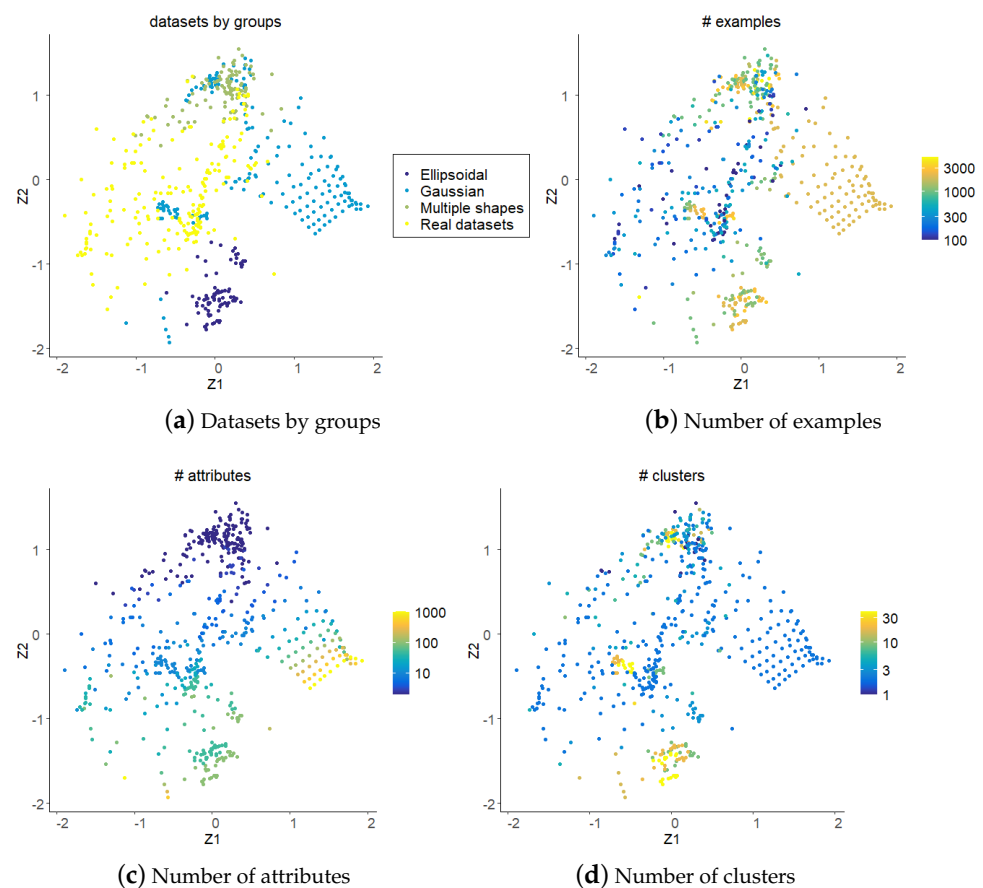 datasets by groups
Z2
1
0
-1
-2
-2
-1
0
1
2
Z1
Ellipsoidal
Gaussian
Multiple shapes
Real datasets
(a) Datasets by groups
# examples
Z2
1
0
-1
-2
-2
-1
0
1
2
Z1
3000
1000
300
100
(b) Number of examples
# attributes
Z2
1
0
-1
-2
-2
-1
0
1
2
Z1
1000
100
10
(c) Number of attributes
# clusters
Z2
1
0
-1
-2
-2
-1
0
1
2
Z1
30
10
3
1
(d) Number of clusters